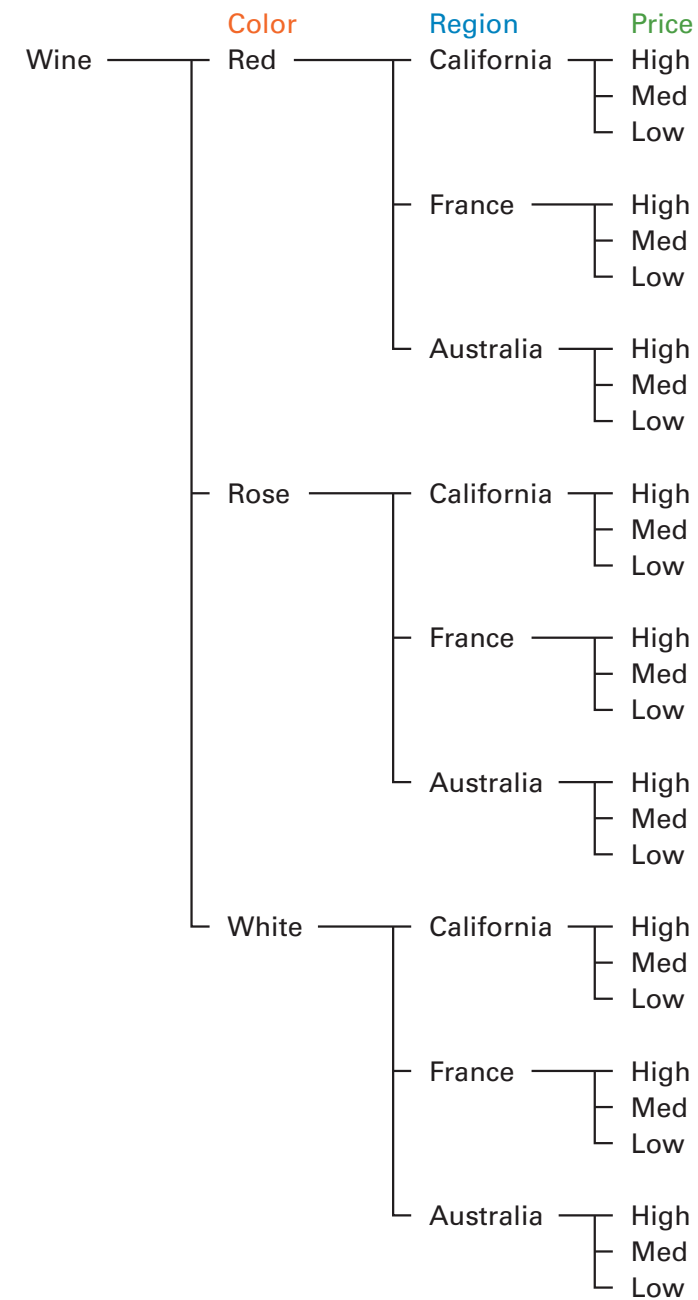 Color Region Price
Wine Red California High
Med
Low
France High
Med
Low
Australia High
Med
Low
Rose California High
Med
Low
France High
Med
Low
Australia High
Med
Low
White California High
Med
Low
France High
Med
Low
Australia High
Med
Low